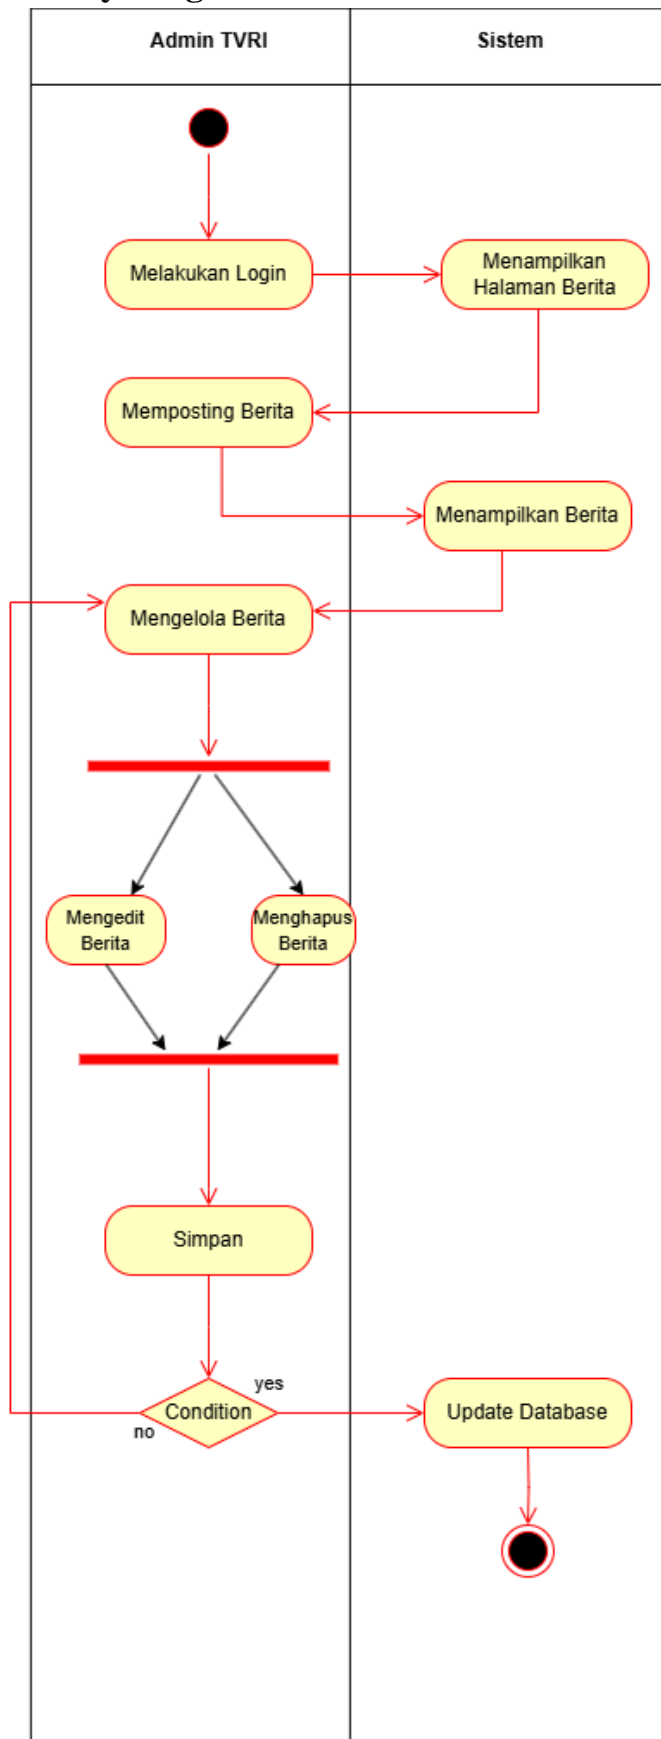 Admin TVRI
Sistem
Melakukan Login
Menampilkan
Halaman Berita
Memposting Berita
Menampilkan Berita
Mengelola Berita
Mengedit
Berita
Menghapus
Berita
Simpan
Condition
yes
no
Update Database